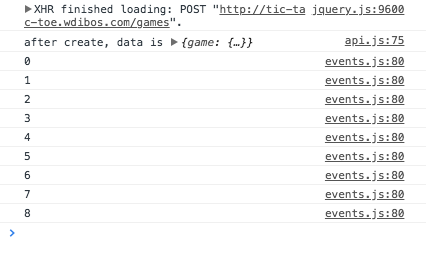 ▶XHR finished loading: POST "http://tic-ta jquery.js:9600
c-toe.wdibos.com/games".
after create, data is ▶{game: {…}} api.js:75
0 events.js:80
1 events.js:80
2 events.js:80
3 events.js:80
4 events.js:80
5 events.js:80
6 events.js:80
7 events.js:80
8 events.js:80
>